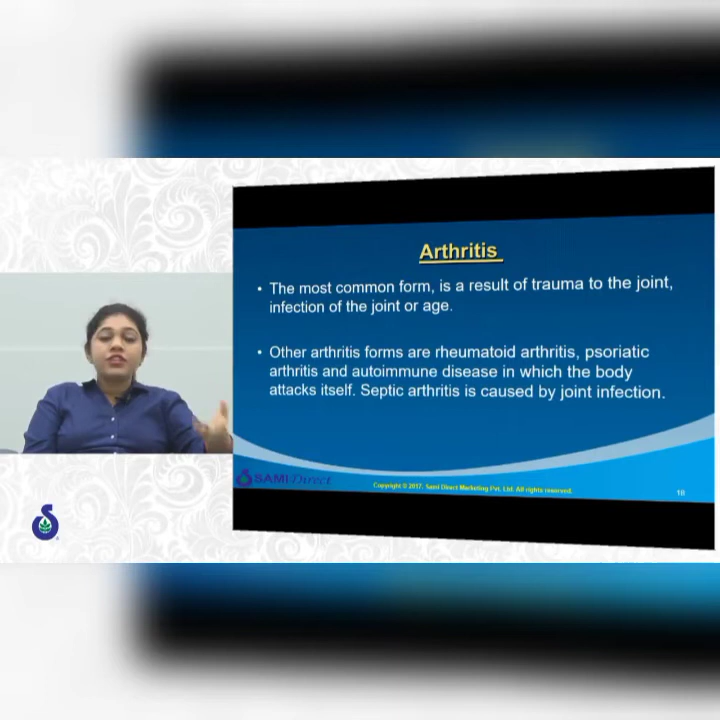 Arthritis
• The most common form, is a result of trauma to the joint,
infection of the joint or age.
• Other arthritis forms are rheumatoid arthritis, psoriatic
arthritis and autoimmune disease in which the body
attacks itself. Septic arthritis is caused by joint infection.
SAMI Direct
Copyright © 2017, Sami Direct Marketing Pvt. Ltd. All rights reserved.
18